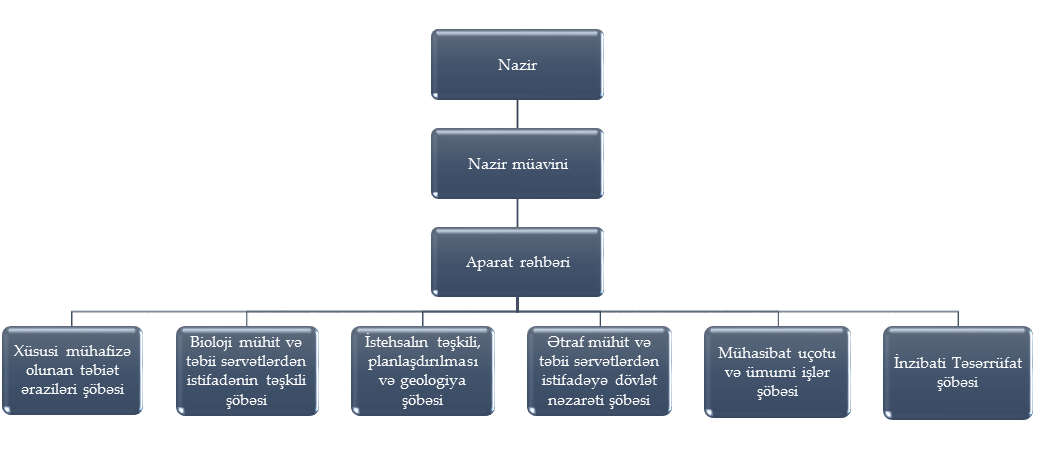 Nazir
Nazir müavini
Aparat rəhbəri
Xüsusi mühafizə
olunan təbiət
əraziləri şöbəsi
Bioloji mühit və
təbii sərvətlərdən
istifadənin təşkili
şöbəsi
İstehsalın təşkili,
planlaşdırılması
və geologiya
şöbəsi
Ətraf mühit və
təbii sərvətlərdən
istifadəyə dövlət
nəzarəti şöbəsi
Mühasibat uçotu
və ümumi işlər
şöbəsi
İnzibati Təsərrüfat
şöbəsi